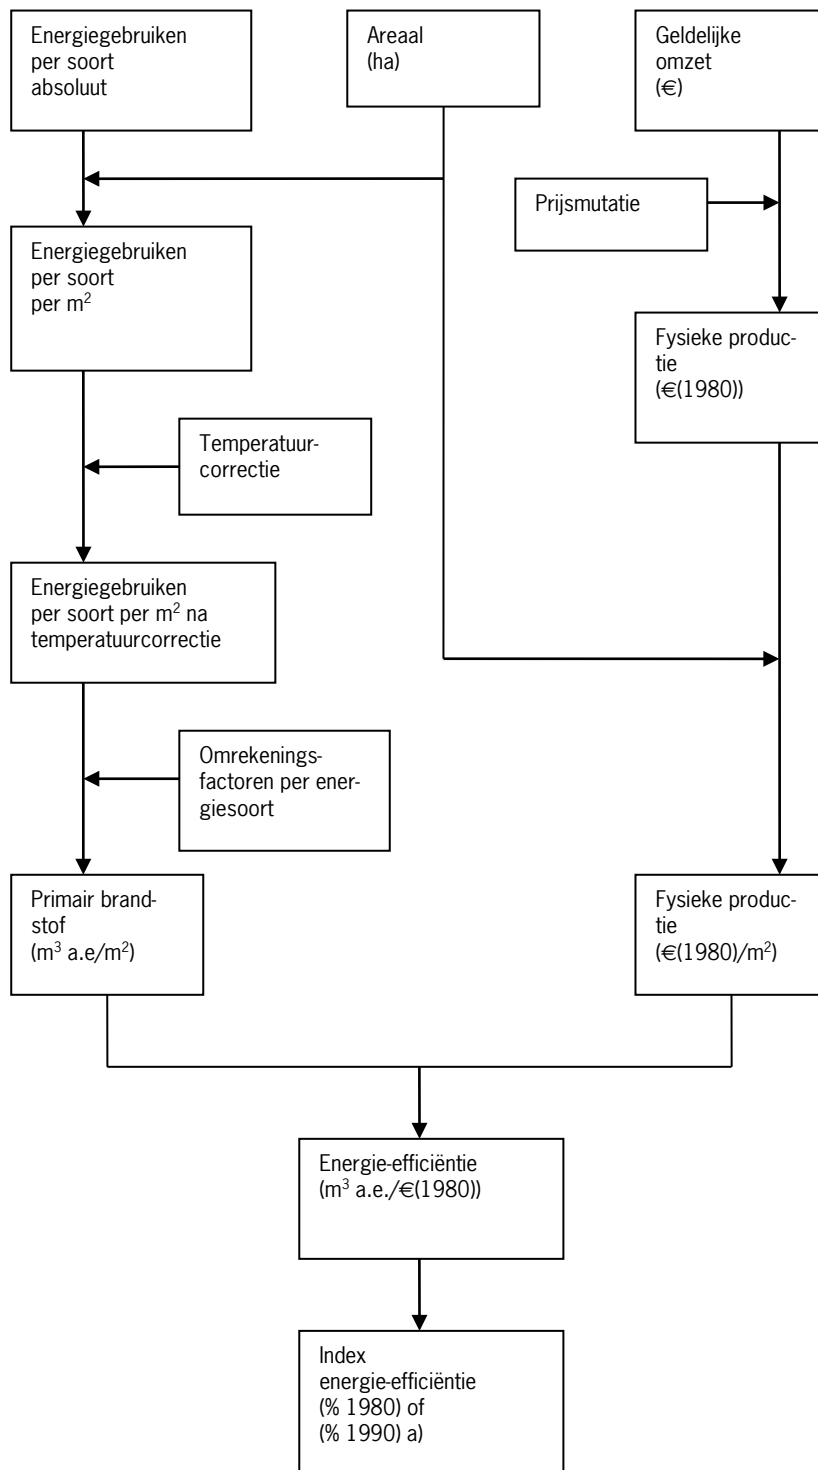 Energiegebruiken
per soort
absoluut
Areaal
(ha)
Geldelijke
omzet
(€)
Prijsmutatie
Energiegebruiken
per soort
per m²
Fysieke produc-
tie
(€(1980))
Temperatuur-
correctie
Energiegebruiken
per soort per m² na
temperatuurcorrectie
Omrekenings-
factoren per ener-
giesoort
Primair brand-
stof
(m³ a.e/m²)
Fysieke produc-
tie
(€(1980)/m²)
Energie-efficiëntie
(m³ a.e./€(1980))
Index
energie-efficiëntie
(% 1980) of
(% 1990) a)